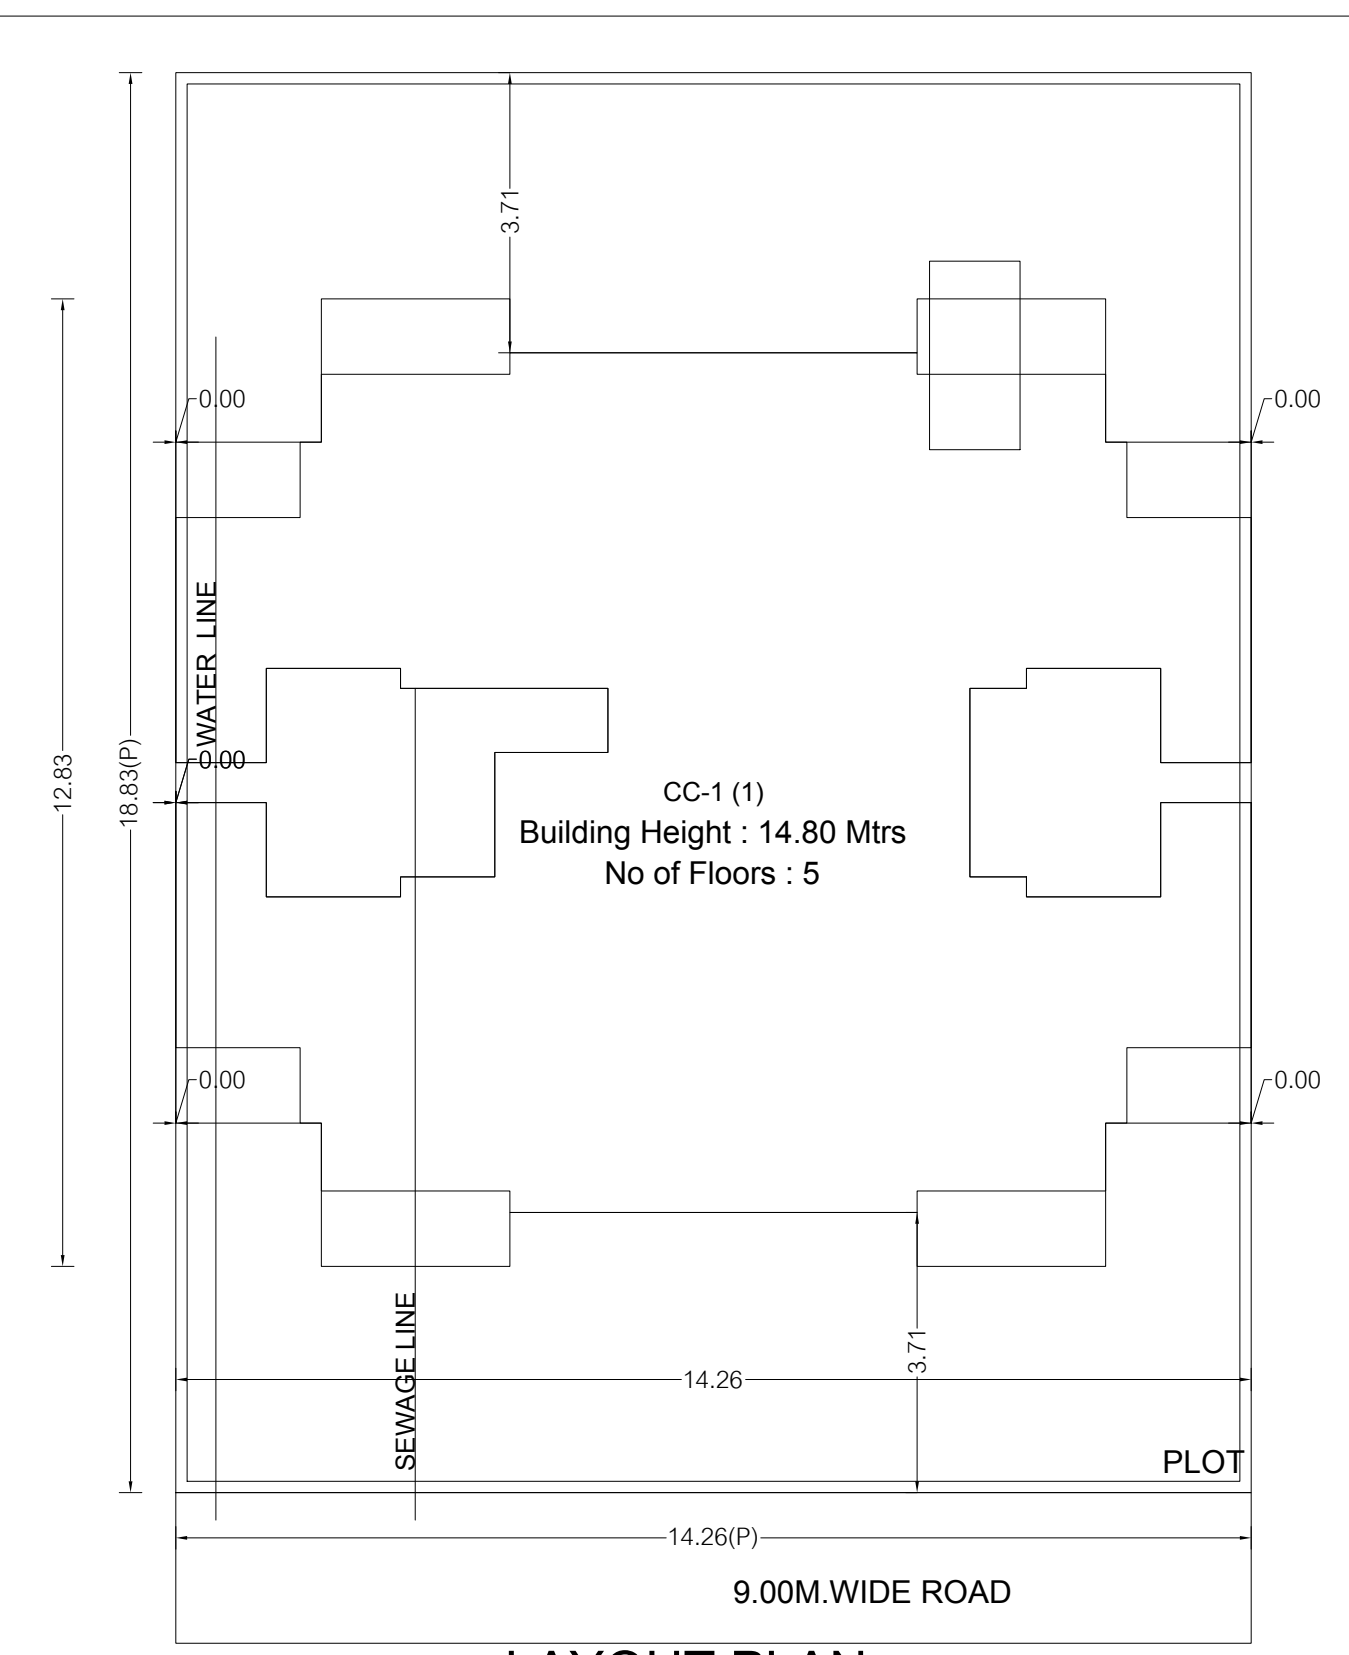 3.71
0.00
0.00
WATER LINE
0.00
12.83
18.83(P)
CC-1 (1)
Building Height : 14.80 Mtrs
No of Floors : 5
0.00
0.00
SEWAGE LINE
3.71
14.26
PLOT
14.26(P)
9.00M.WIDE ROAD
LAYOUT PLAN